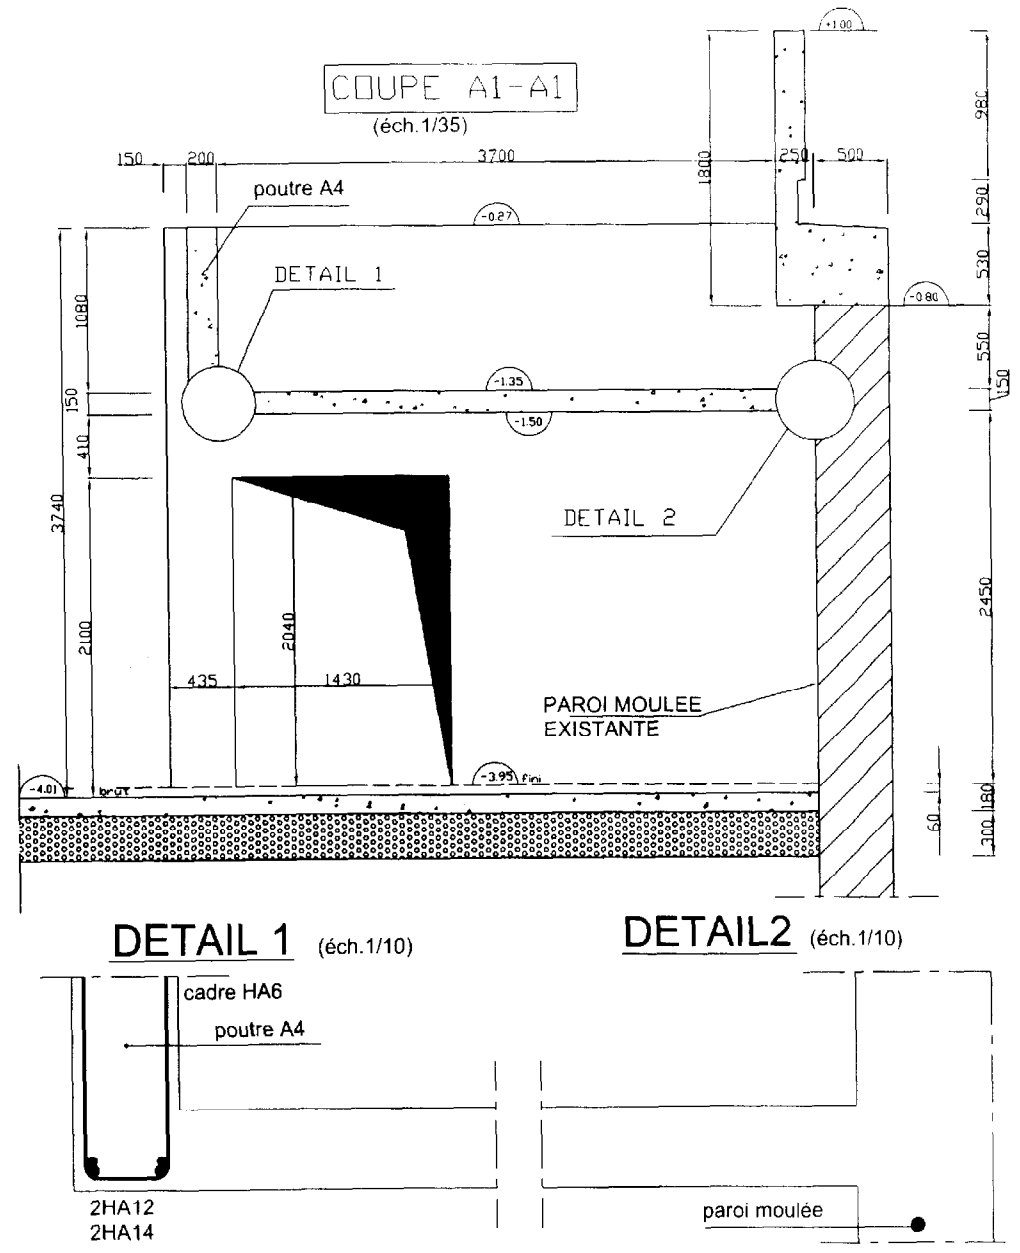 +1.00
COUPE A1-A1
(éch.1/35)
150
200
3700
250
500
1800
980
290
530
poutre A4
-0.27
DETAIL 1
-0.80
1080
550
150
150
-1.35
-1.50
410
3740
DETAIL 2
2100
2040
2450
435
1430
PAROI MOULEE
EXISTANTE
-4.01
brut
-3.95 fini
180
60
300
DETAIL 1 (éch.1/10)
DETAIL2 (éch.1/10)
cadre HA6
poutre A4
2HA12
2HA14
paroi moulée